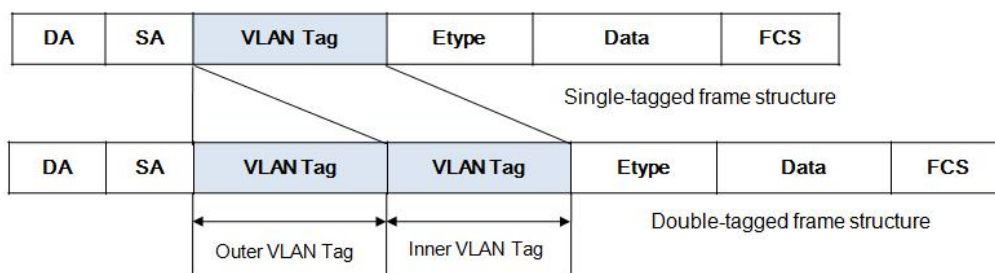 DA SA VLAN Tag Etype Data FCS
Single-tagged frame structure
DA SA VLAN Tag VLAN Tag Etype Data FCS
Double-tagged frame structure
Outer VLAN Tag Inner VLAN Tag